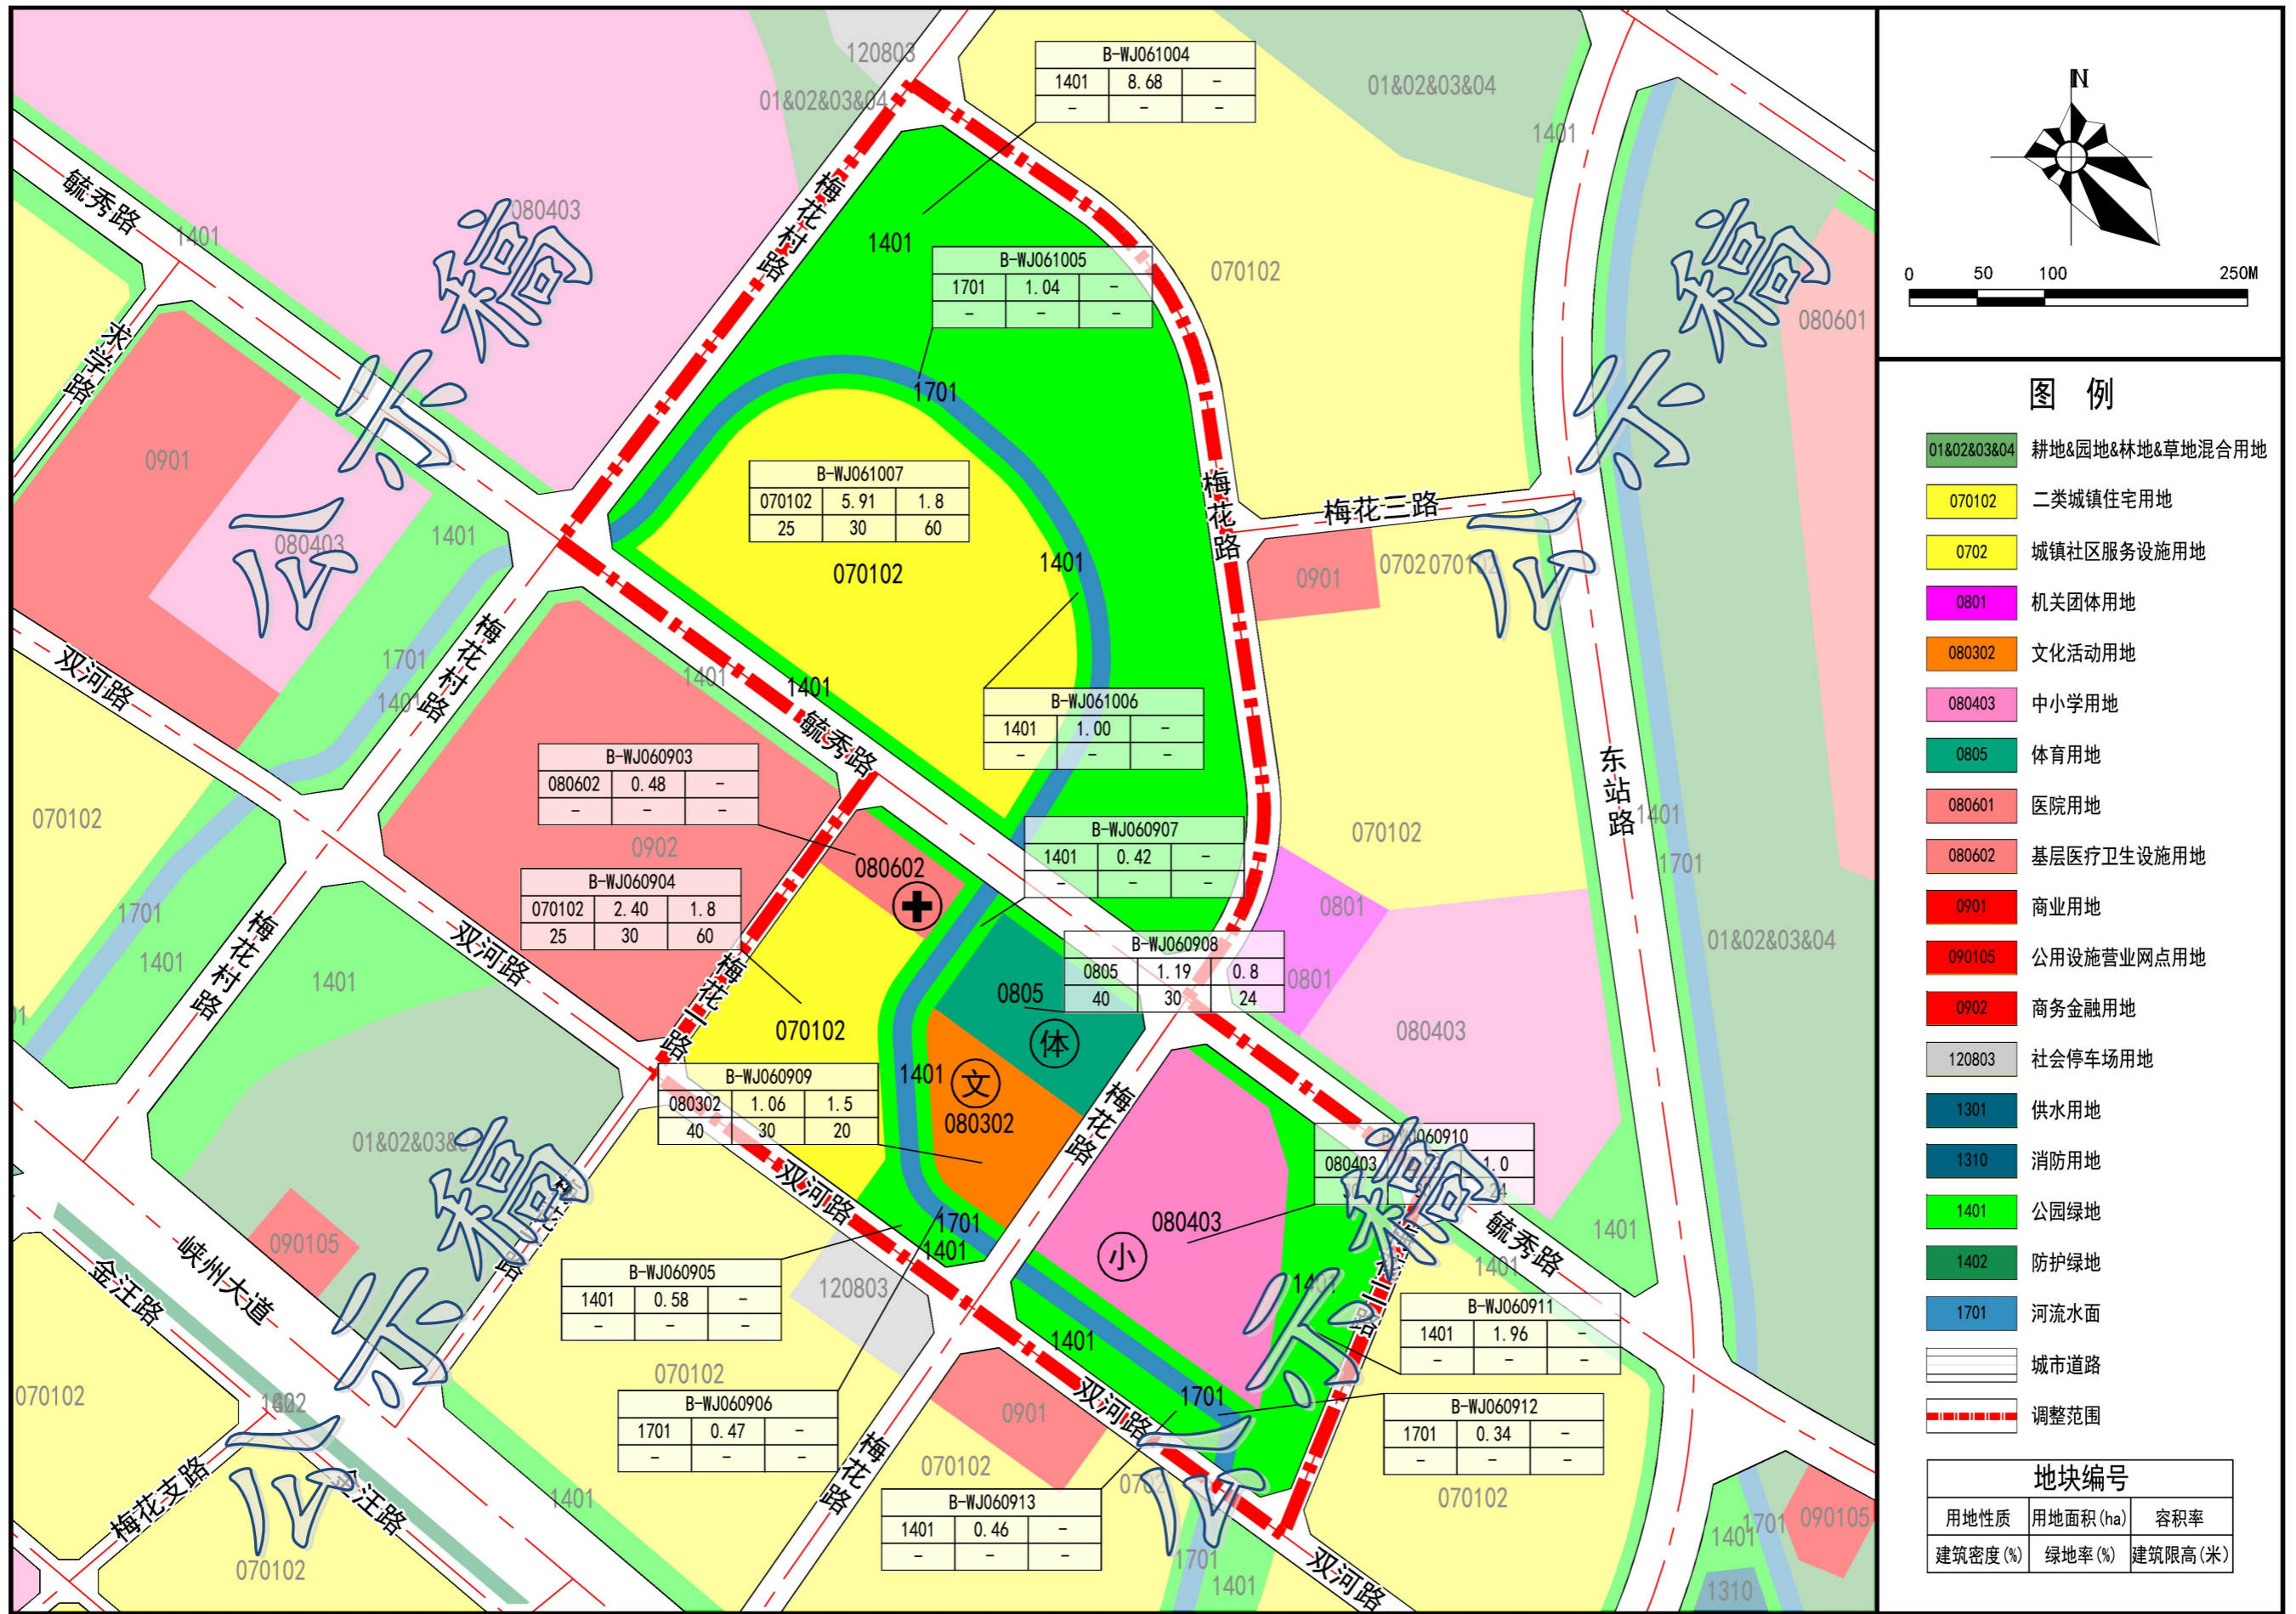 120803
01&02&03&04
B-WJ061004
1401 8.68 -
- - -
01&02&03&04
1401
毓秀路
1401
080403
梅花村路
1401
B-WJ061005
1701 1.04 -
- - -
070102
080601
求学路
1701
0901
080403
1401
B-WJ061007
070102 5.91 1.8
25 30 60
070102
1401
梅花路
梅花三路
0901
0702
070102
双河路
1701
1401
梅花村路
1401
1401
毓秀路
B-WJ061006
1401 1.00 -
- - -
东站路
070102
B-WJ060903
080602 0.48 -
- - -
0902
080602
B-WJ060907
1401 0.42 -
- - -
070102
1401
1701
B-WJ060904
070102 2.40 1.8
25 30 60
1701
1401
梅花村路
1401
双河路
梅花一路
0801
0801
01&02&03&04
B-WJ060908
0805 1.19 0.8
40 30 24
0805
体
070102
080403
B-WJ060909
080302 1.06 1.5
40 30 20
1401
文
080302
梅花路
双河路
1701
1401
080403
小
080403 1.0
1401
1401
1401
毓秀路
090105
峡州大道
金汪路
120803
B-WJ060905
1401 0.58 -
- - -
1401
B-WJ060911
1401 1.96 -
- - -
070102
070102
B-WJ060906
1701 0.47 -
- - -
0901
双河路
1701
B-WJ060912
1701 0.34 -
- - -
梅花路
070102
070102
梅花支路
金汪路
1401
070102
B-WJ060913
1401 0.46 -
- - -
1701
1401
双河路
1401
1701
090105
1310
公示稿
公示稿
公示稿
公示稿
N
0 50 100 250M
图 例
01&02&03&04 耕地&园地&林地&草地混合用地
070102 二类城镇住宅用地
0702 城镇社区服务设施用地
0801 机关团体用地
080302 文化活动用地
080403 中小学用地
0805 体育用地
080601 医院用地
080602 基层医疗卫生设施用地
0901 商业用地
090105 公用设施营业网点用地
0902 商务金融用地
120803 社会停车场用地
1301 供水用地
1310 消防用地
1401 公园绿地
1402 防护绿地
1701 河流水面
城市道路
调整范围
地块编号
用地性质 用地面积(ha) 容积率
建筑密度(%) 绿地率(%) 建筑限高(米)